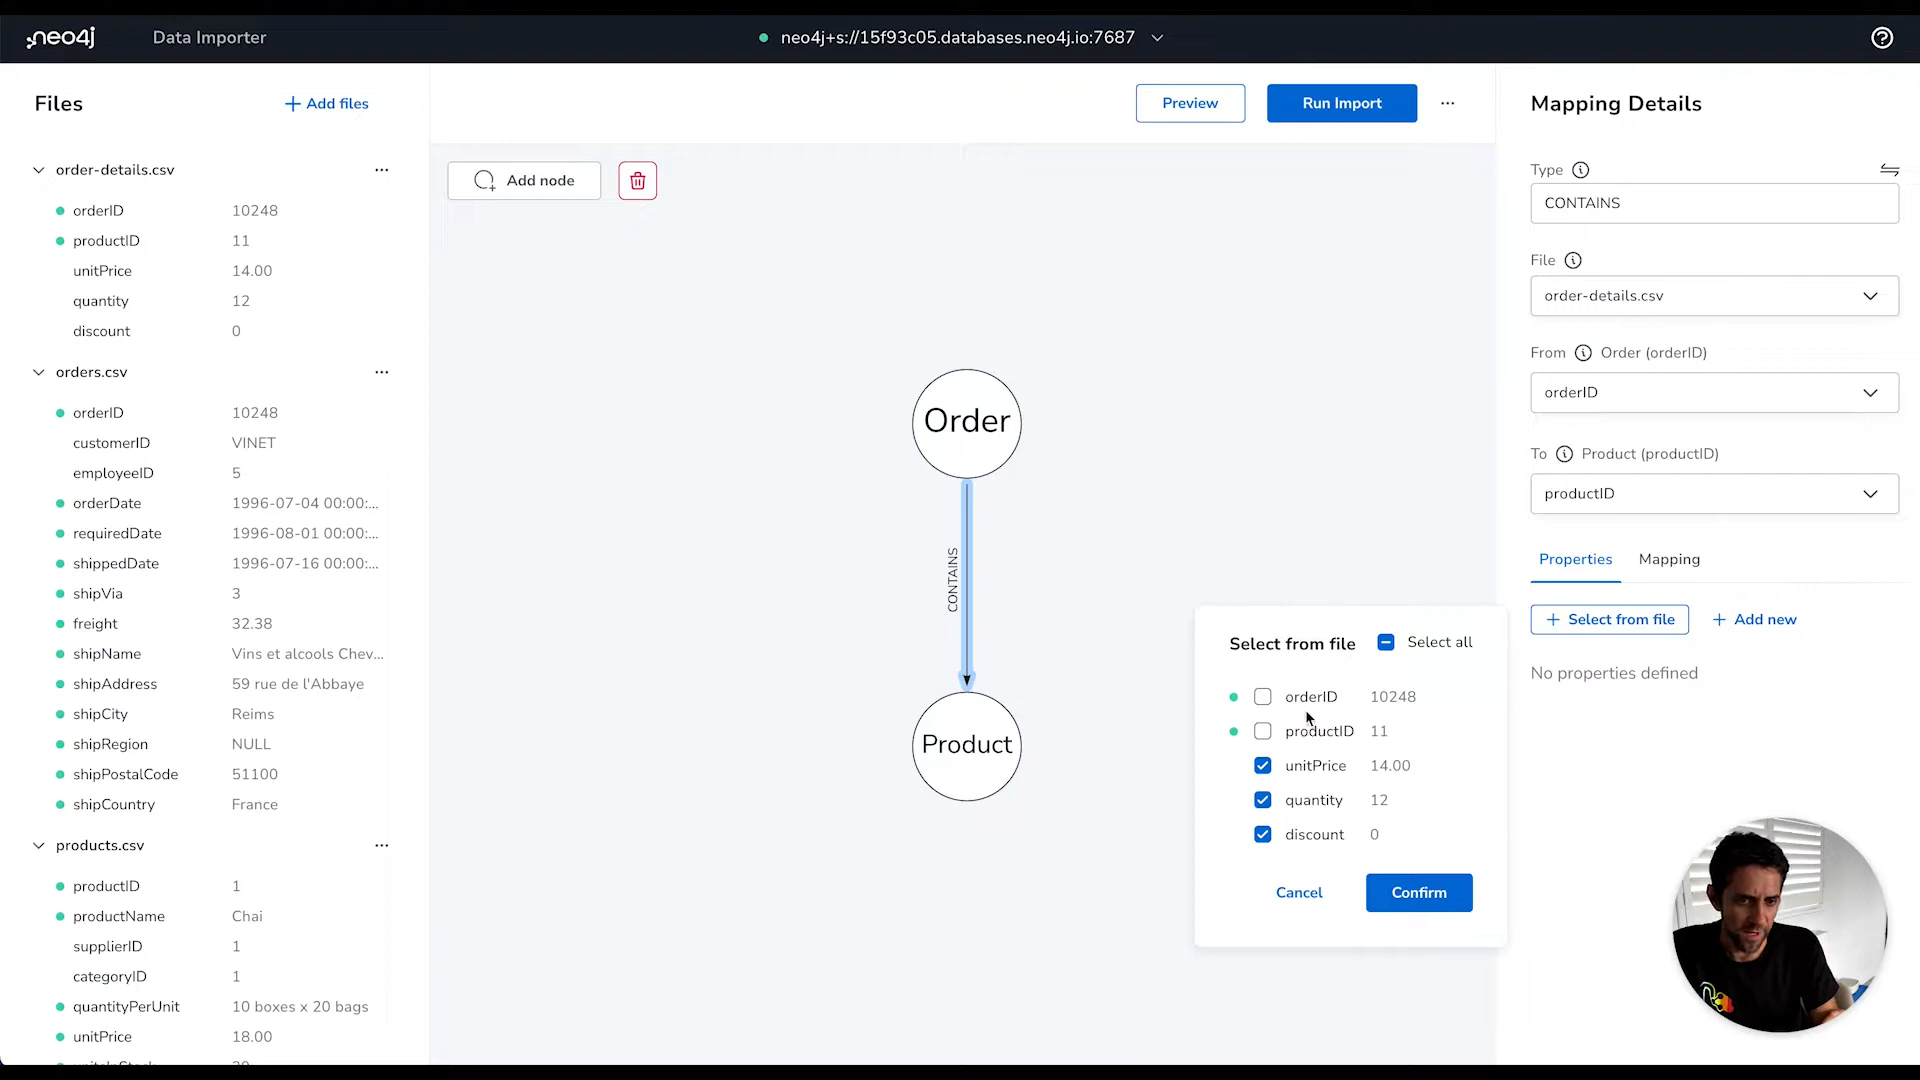 neo4j Data Importer neo4j+s://15f93c05.databases.neo4j.io:7687
Files + Add files
order-details.csv ...
orderID 10248
productID 11
unitPrice 14.00
quantity 12
discount 0
orders.csv ...
orderID 10248
customerID VINET
employeeID 5
orderDate 1996-07-04 00:00:...
requiredDate 1996-08-01 00:00:...
shippedDate 1996-07-16 00:00:...
shipVia 3
freight 32.38
shipName Vins et alcools Chev...
shipAddress 59 rue de l'Abbaye
shipCity Reims
shipRegion NULL
shipPostalCode 51100
shipCountry France
products.csv ...
productID 1
productName Chai
supplierID 1
categoryID 1
quantityPerUnit 10 boxes x 20 bags
unitPrice 18.00
Preview Run Import ...
Add node
Order
CONTAINS
Product
Select from file Select all
orderID 10248
productID 11
unitPrice 14.00
quantity 12
discount 0
Cancel Confirm
Mapping Details
Type
CONTAINS
File
order-details.csv
From Order (orderID)
orderID
To Product (productID)
productID
Properties Mapping
+ Select from file + Add new
No properties defined